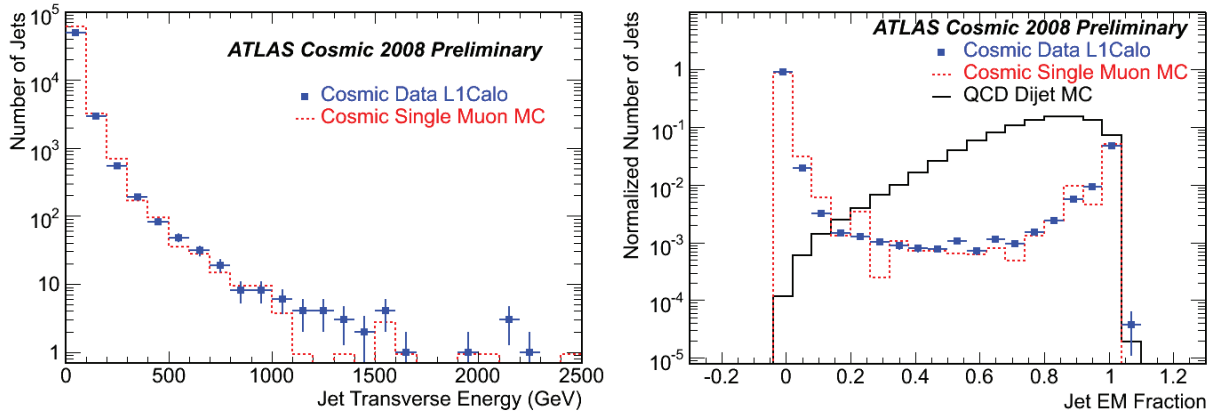 Number of Jets
10^5
10^4
10^3
10^2
10
1
ATLAS Cosmic 2008 Preliminary
Cosmic Data L1Calo
Cosmic Single Muon MC
0 500 1000 1500 2000 2500
Jet Transverse Energy (GeV)
Normalized Number of Jets
1
10^-1
10^-2
10^-3
10^-4
10^-5
ATLAS Cosmic 2008 Preliminary
Cosmic Data L1Calo
Cosmic Single Muon MC
QCD Dijet MC
-0.2 0 0.2 0.4 0.6 0.8 1 1.2
Jet EM Fraction